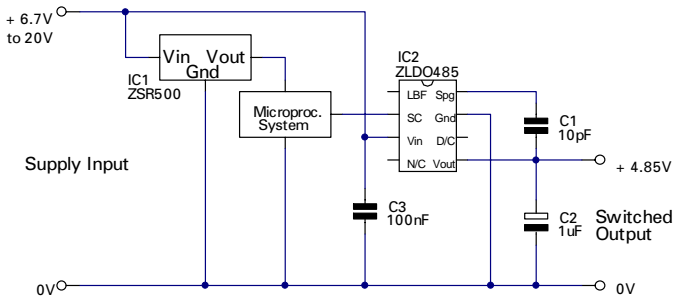 + 6.7V
to 20V
Vin Vout
Gnd
IC1
ZSR500
Microproc.
System
IC2
ZLDO485
LBF Spg
SC Gnd
Vin D/C
N/C Vout
C1
10pF
+ 4.85V
Supply Input
C3
100nF
C2
1uF
Switched
Output
0V
0V